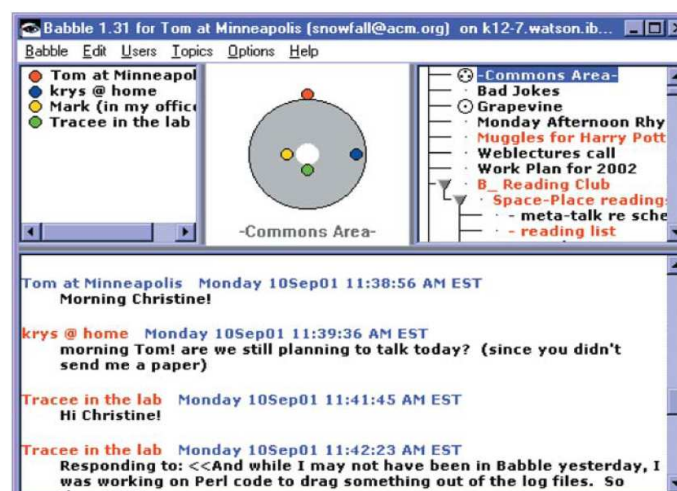 Babble 1.31 for Tom at Minneapolis (snowfall@acm.org) on k12-7.watson.ib...
Babble Edit Users Topics Options Help
Tom at Minneapol
krys @ home
Mark (in my offic
Tracee in the lab
-Commons Area-
-Commons Area-
Bad Jokes
Grapevine
Monday Afternoon Rhy
Muggles for Harry Pott
Weblectures call
Work Plan for 2002
B_ Reading Club
Space-Place readings
- meta-talk re sche
- reading list
Tom at Minneapolis Monday 10Sep01 11:38:56 AM EST
Morning Christine!
krys @ home Monday 10Sep01 11:39:36 AM EST
morning Tom! are we still planning to talk today? (since you didn't
send me a paper)
Tracee in the lab Monday 10Sep01 11:41:45 AM EST
Hi Christine!
Tracee in the lab Monday 10Sep01 11:42:23 AM EST
Responding to: <<And while I may not have been in Babble yesterday, I
was working on Perl code to drag something out of the log files. So